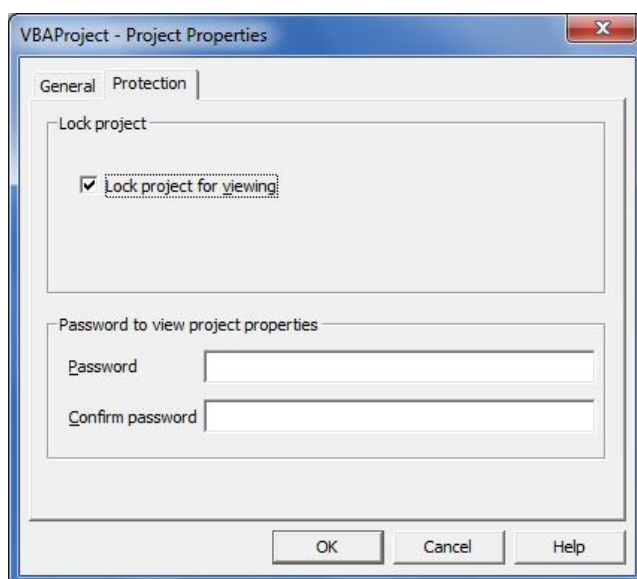 VBAProject - Project Properties
General Protection
Lock project
Lock project for viewing
Password to view project properties
Password
Confirm password
OK Cancel Help